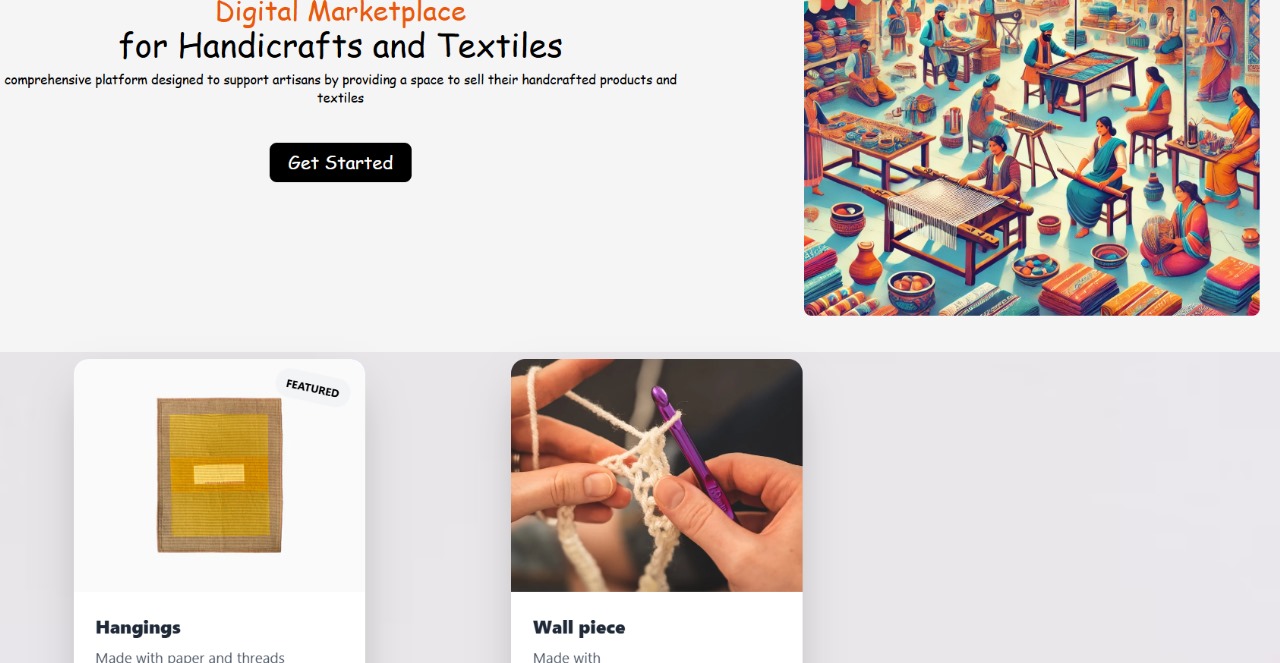 Digital Marketplace
for Handicrafts and Textiles
comprehensive platform designed to support artisans by providing a space to sell their handcrafted products and
textiles
Get Started
FEATURED
Hangings
Made with paper and threads
Wall piece
Made with